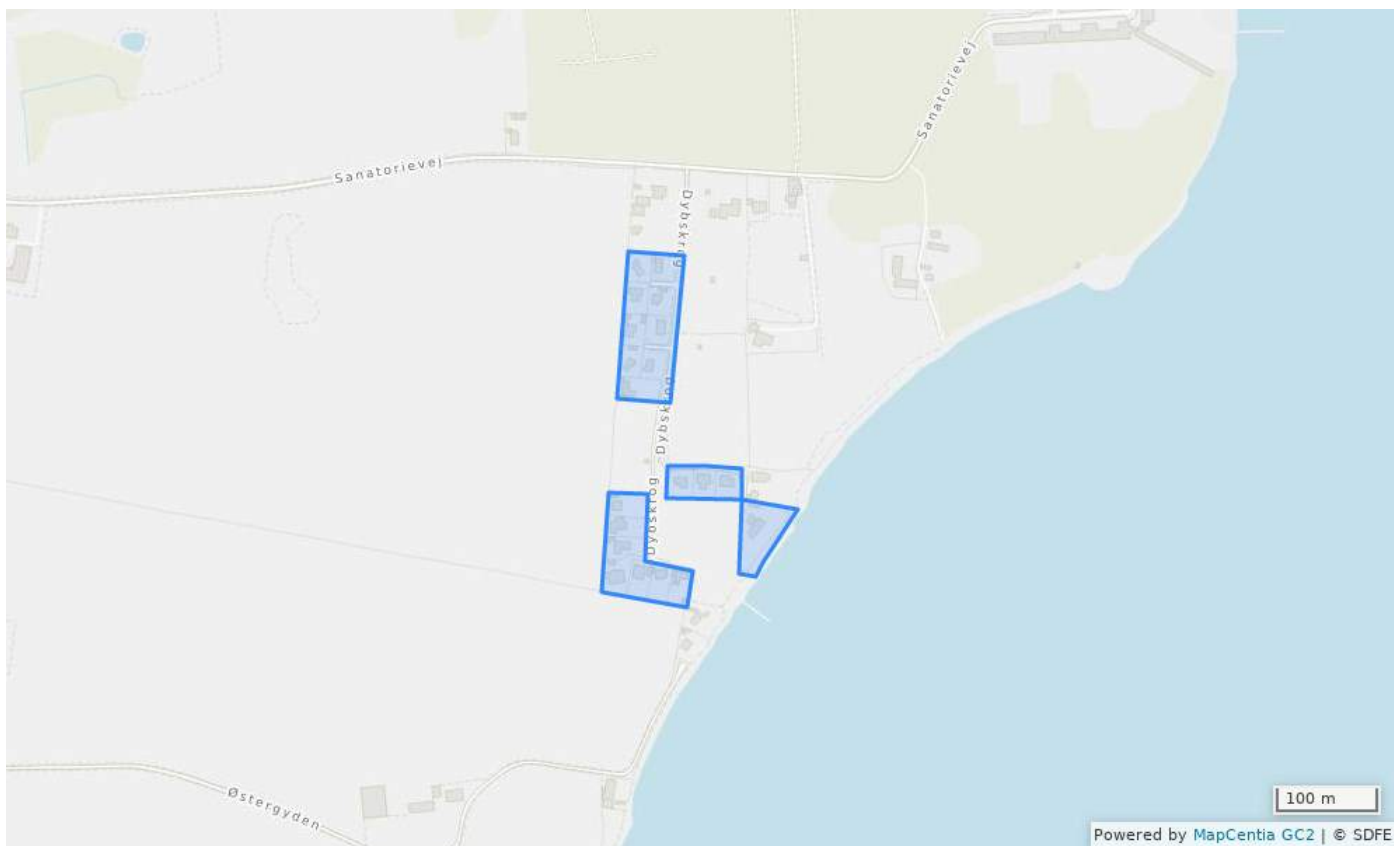 Sanatorievej
Sanatorievej
Dybskrog
Dybskrog
Dybskrog
Østergyden
100 m
Powered by MapCentia GC2 | © SDFE